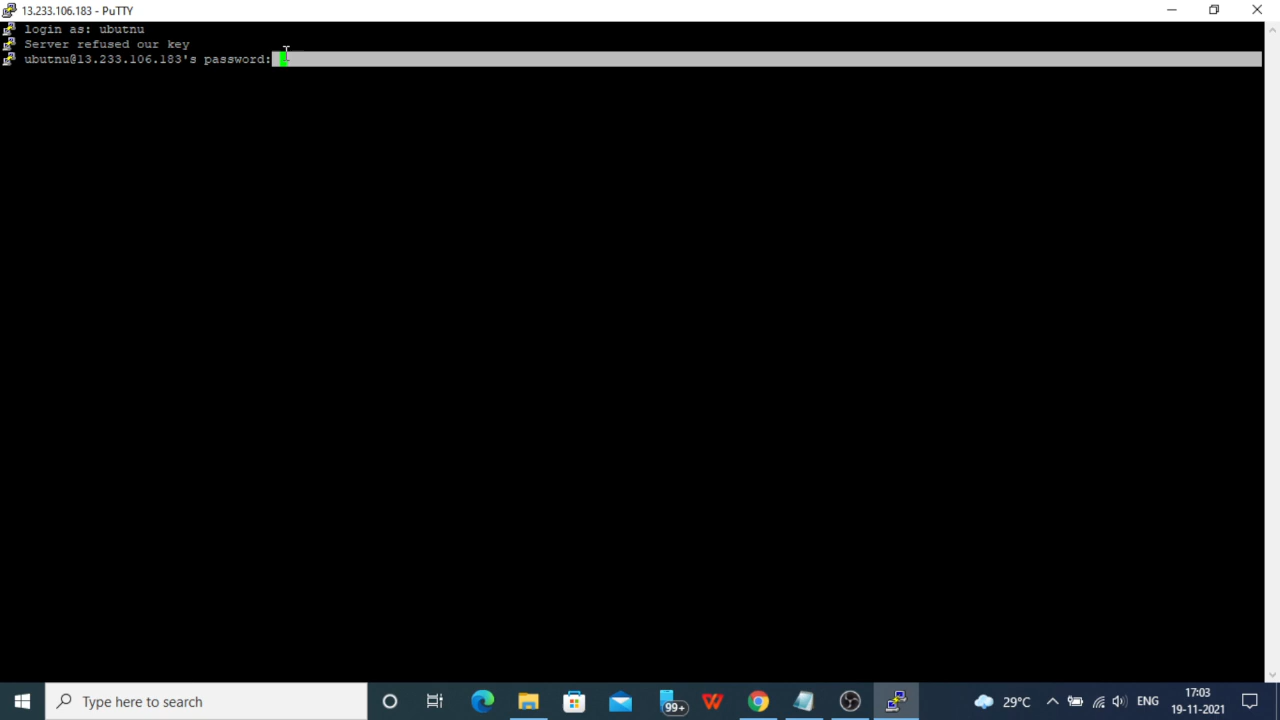 13.233.106.183 - PuTTY
login as: ubutnu
Server refused our key
ubutnu@13.233.106.183's password:
Type here to search
99+
W
29°C
ENG
17:03
19-11-2021